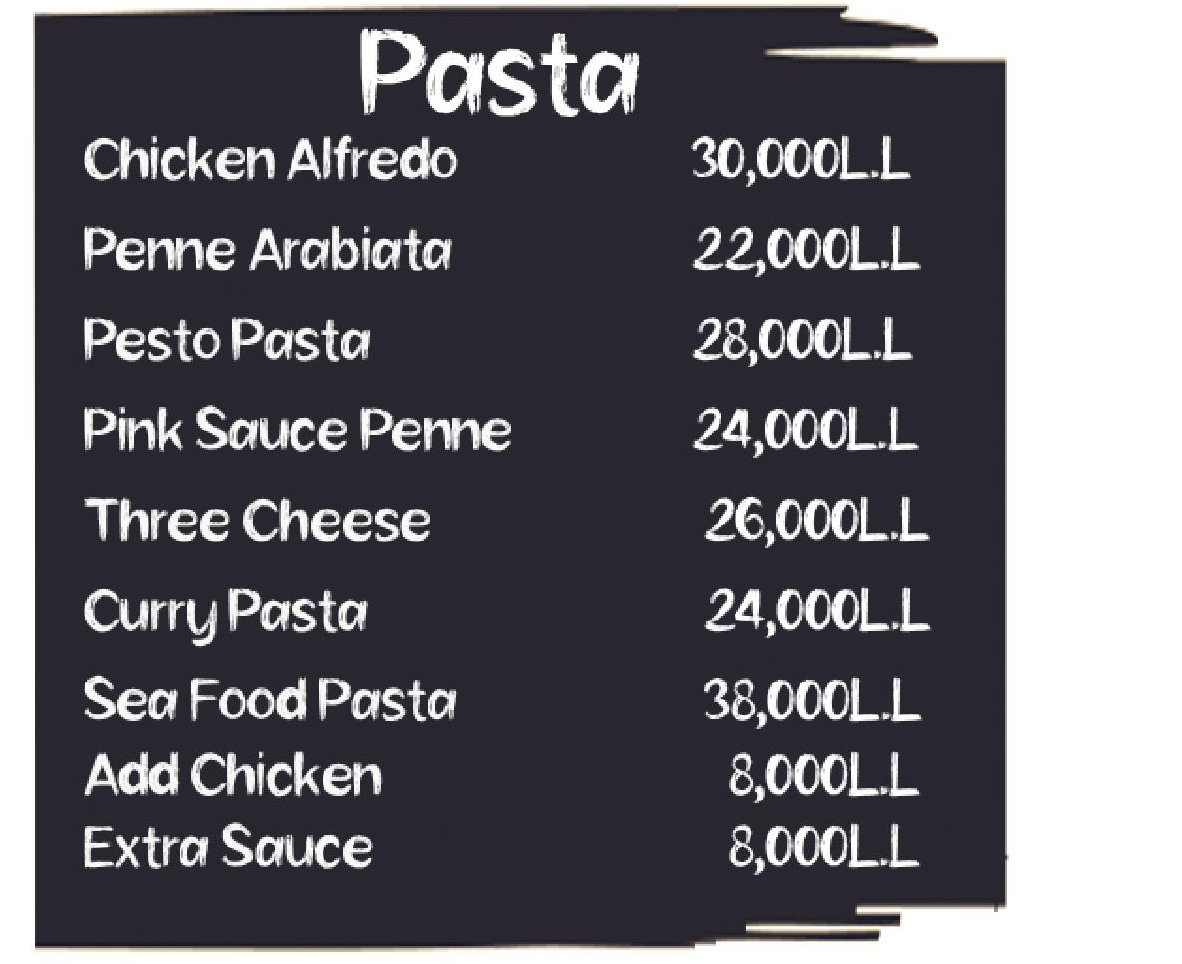 Pasta
Chicken Alfredo 30,000L.L
Penne Arabiata 22,000L.L
Pesto Pasta 28,000L.L
Pink Sauce Penne 24,000L.L
Three Cheese 26,000L.L
Curry Pasta 24,000L.L
Sea Food Pasta 38,000L.L
Add Chicken 8,000L.L
Extra Sauce 8,000L.L